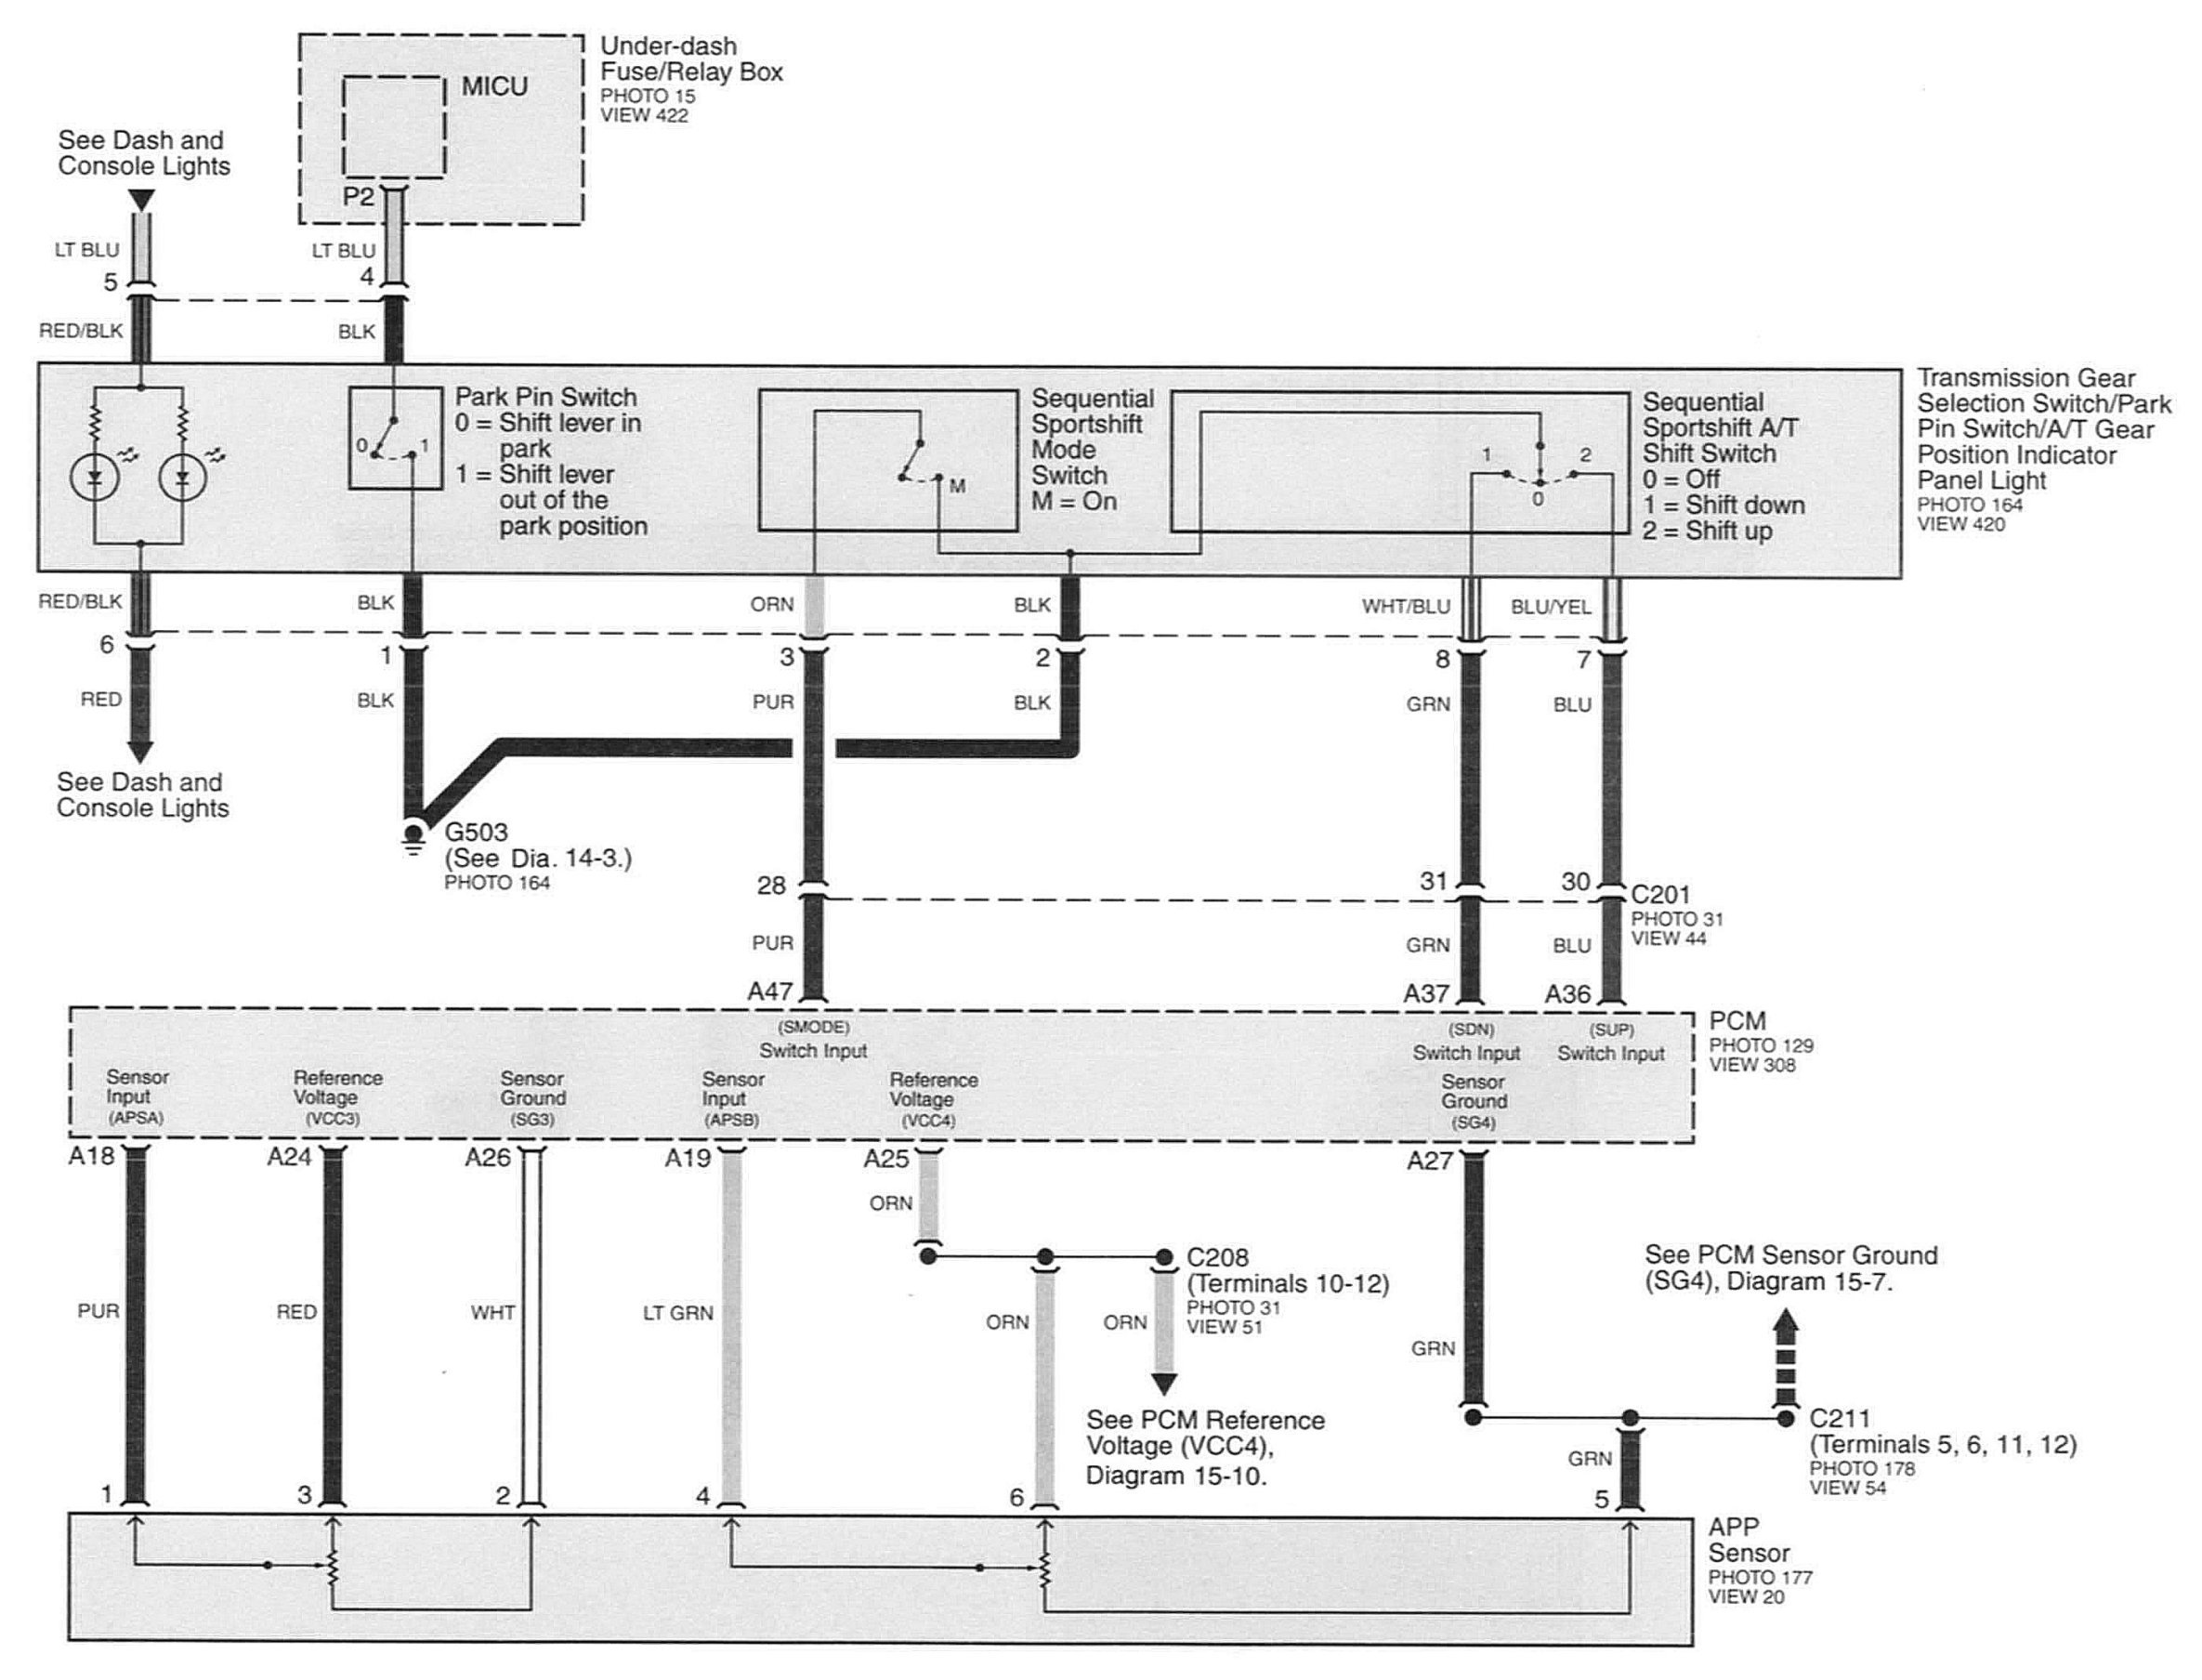 Under-dash
Fuse/Relay Box
PHOTO 15
VIEW 422
MICU
P2
See Dash and
Console Lights
LT BLU
5
LT BLU
4
RED/BLK
BLK
Park Pin Switch
0 = Shift lever in
park
1 = Shift lever
out of the
park position
0
1
Sequential
Sportshift
Mode
Switch
M = On
M
Sequential
Sportshift A/T
Shift Switch
0 = Off
1 = Shift down
2 = Shift up
1
2
0
Transmission Gear
Selection Switch/Park
Pin Switch/A/T Gear
Position Indicator
Panel Light
PHOTO 164
VIEW 420
RED/BLK
BLK
ORN
BLK
WHT/BLU
BLU/YEL
6
1
3
2
8
7
RED
BLK
PUR
BLK
GRN
BLU
See Dash and
Console Lights
G503
(See Dia. 14-3.)
PHOTO 164
28
31
30
C201
PHOTO 31
VIEW 44
PUR
GRN
BLU
A47
A37
A36
PCM
PHOTO 129
VIEW 308
(SMODE)
Switch Input
(SDN)
Switch Input
(SUP)
Switch Input
Sensor
Input
(APSA)
Reference
Voltage
(VCC3)
Sensor
Ground
(SG3)
Sensor
Input
(APSB)
Reference
Voltage
(VCC4)
Sensor
Ground
(SG4)
A18
A24
A26
A19
A25
A27
ORN
C208
(Terminals 10-12)
PHOTO 31
VIEW 51
See PCM Sensor Ground
(SG4), Diagram 15-7.
PUR
RED
WHT
LT GRN
ORN
ORN
GRN
See PCM Reference
Voltage (VCC4),
Diagram 15-10.
C211
(Terminals 5, 6, 11, 12)
PHOTO 178
VIEW 54
GRN
1
3
2
4
6
5
APP
Sensor
PHOTO 177
VIEW 20